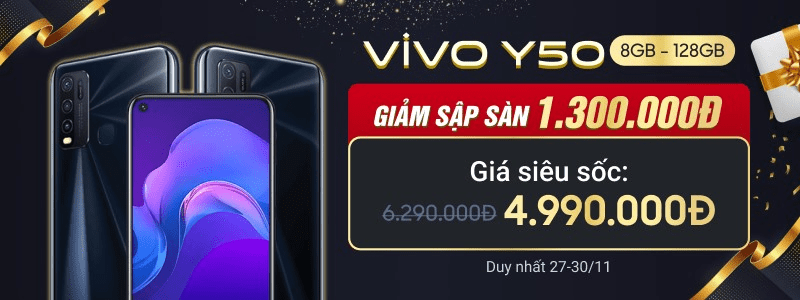 vivo Y50 8GB - 128GB
GIẢM SẬP SÀN 1.300.000Đ
Giá siêu sốc:
6.290.000Đ 4.990.000Đ
Duy nhất 27-30/11